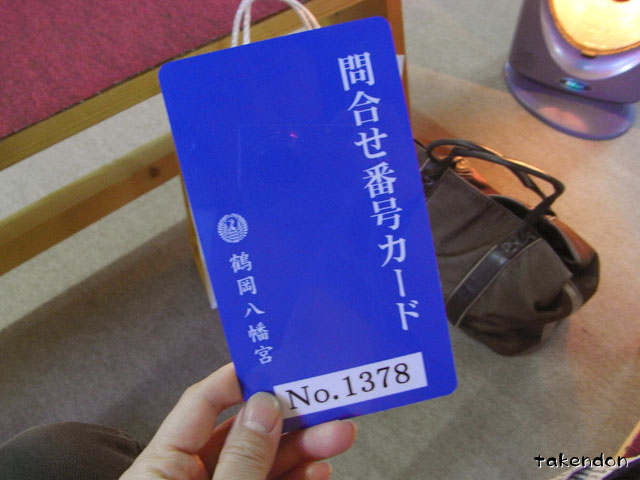 問合せ番号カード
鶴岡八幡宮
No.1378
takendon